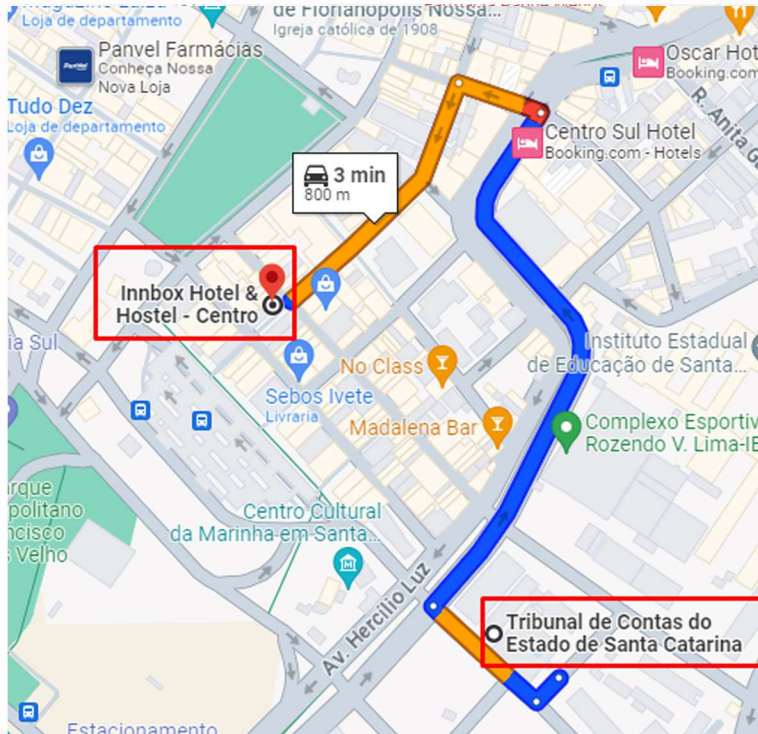 Loja de departamento
de Florianópolis Nossa...
Igreja católica de 1908
Panvel Farmácias
Conheça Nossa
Nova Loja
Oscar Hot
Booking.com
Tudo Dez
Loja de departamento
R. Anita Ga
Centro Sul Hotel
Booking.com - Hotels
3 min
800 m
Innbox Hotel &
Hostel - Centro
ia Sul
Instituto Estadual
de Educação de Santa...
No Class
Sebos Ivete
Livraria
Madalena Bar
Complexo Esportiv
Rozendo V. Lima-IE
arque
politano
ncisco
s Velho
Centro Cultural
da Marinha em Santa...
Av. Hercílio Luz
Tribunal de Contas do
Estado de Santa Catarina
Estacionamento